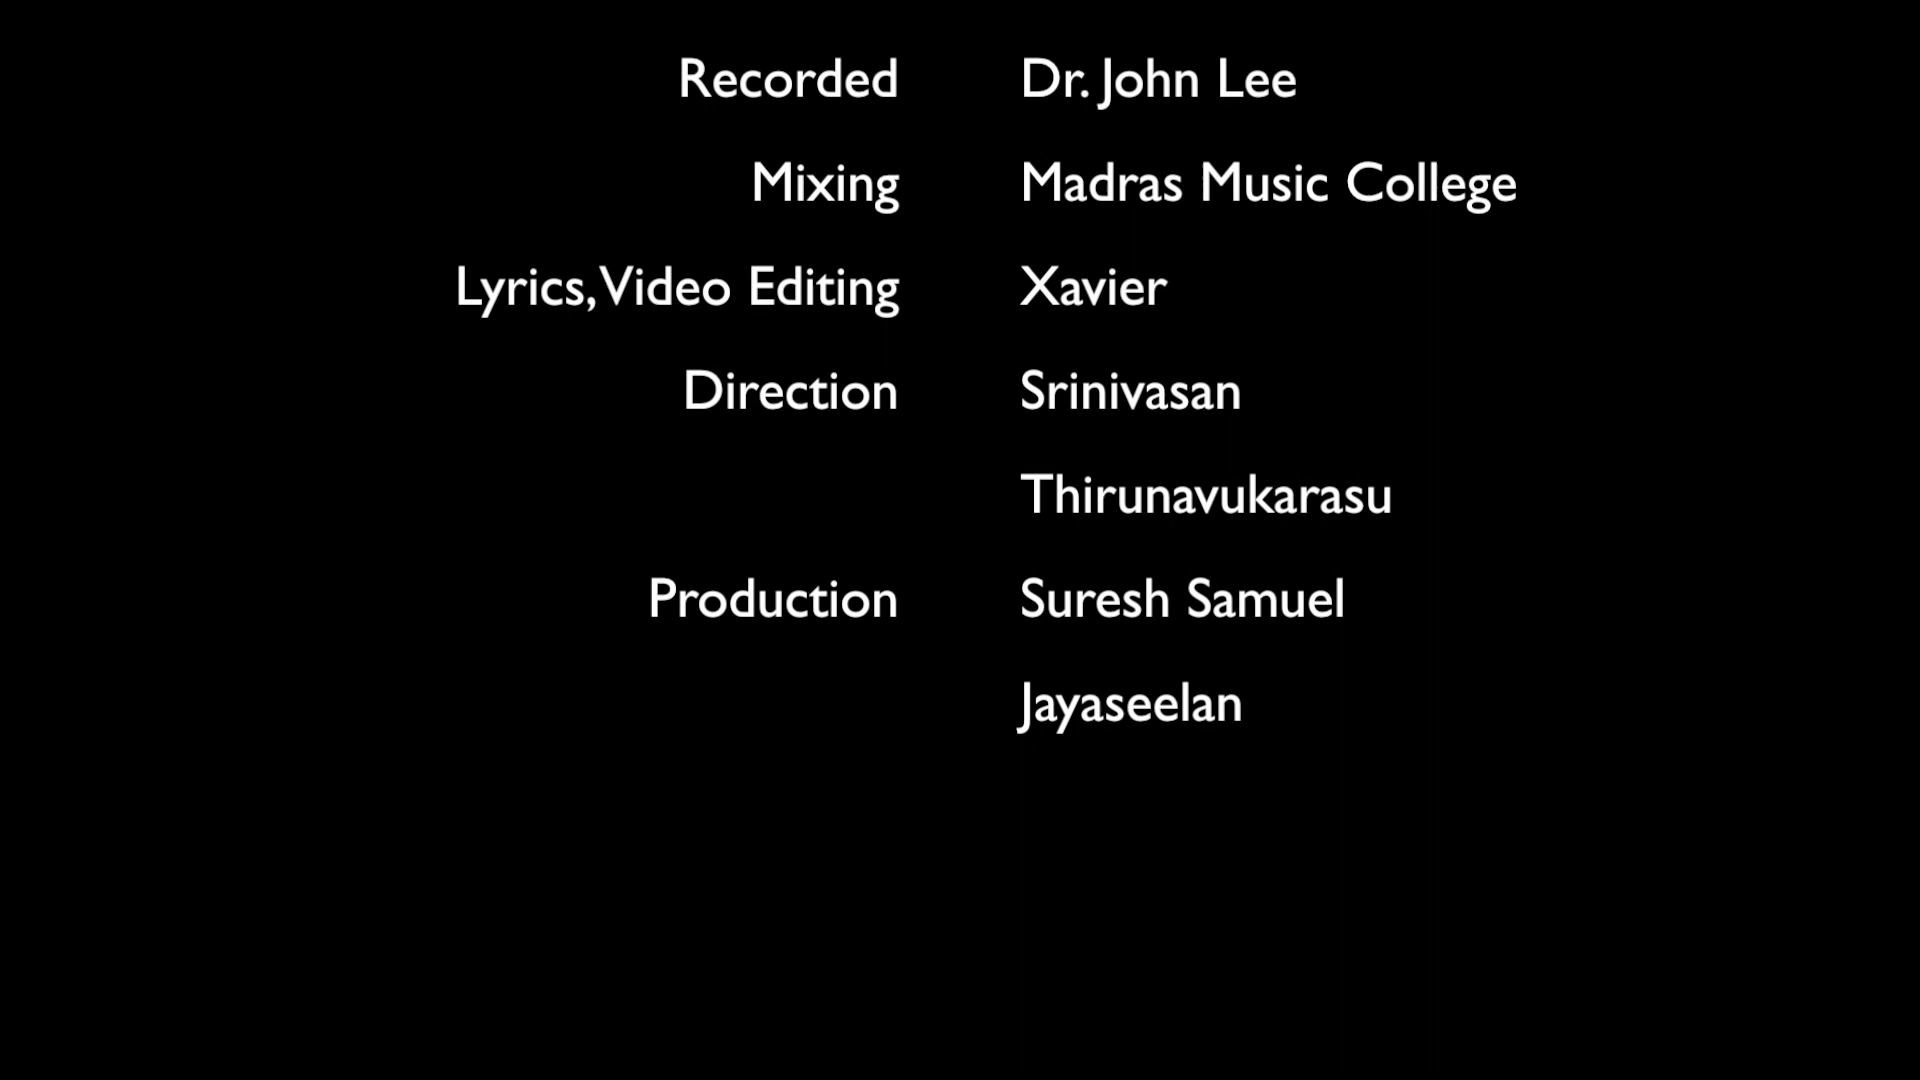 Recorded Dr. John Lee
Mixing Madras Music College
Lyrics, Video Editing Xavier
Direction Srinivasan
Thirunavukarasu
Production Suresh Samuel
Jayaseelan